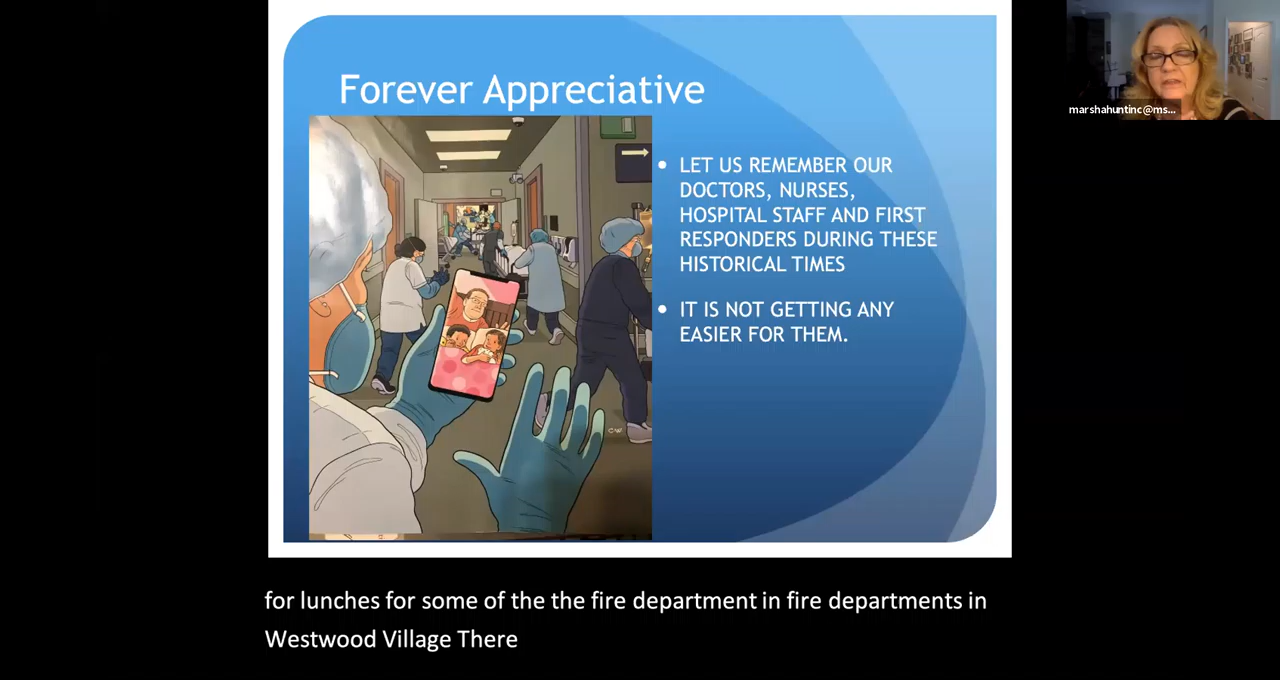 Forever Appreciative
• LET US REMEMBER OUR
DOCTORS, NURSES,
HOSPITAL STAFF AND FIRST
RESPONDERS DURING THESE
HISTORICAL TIMES
• IT IS NOT GETTING ANY
EASIER FOR THEM.
marshahuntinc@ms...
CW
for lunches for some of the the fire department in fire departments in
Westwood Village There